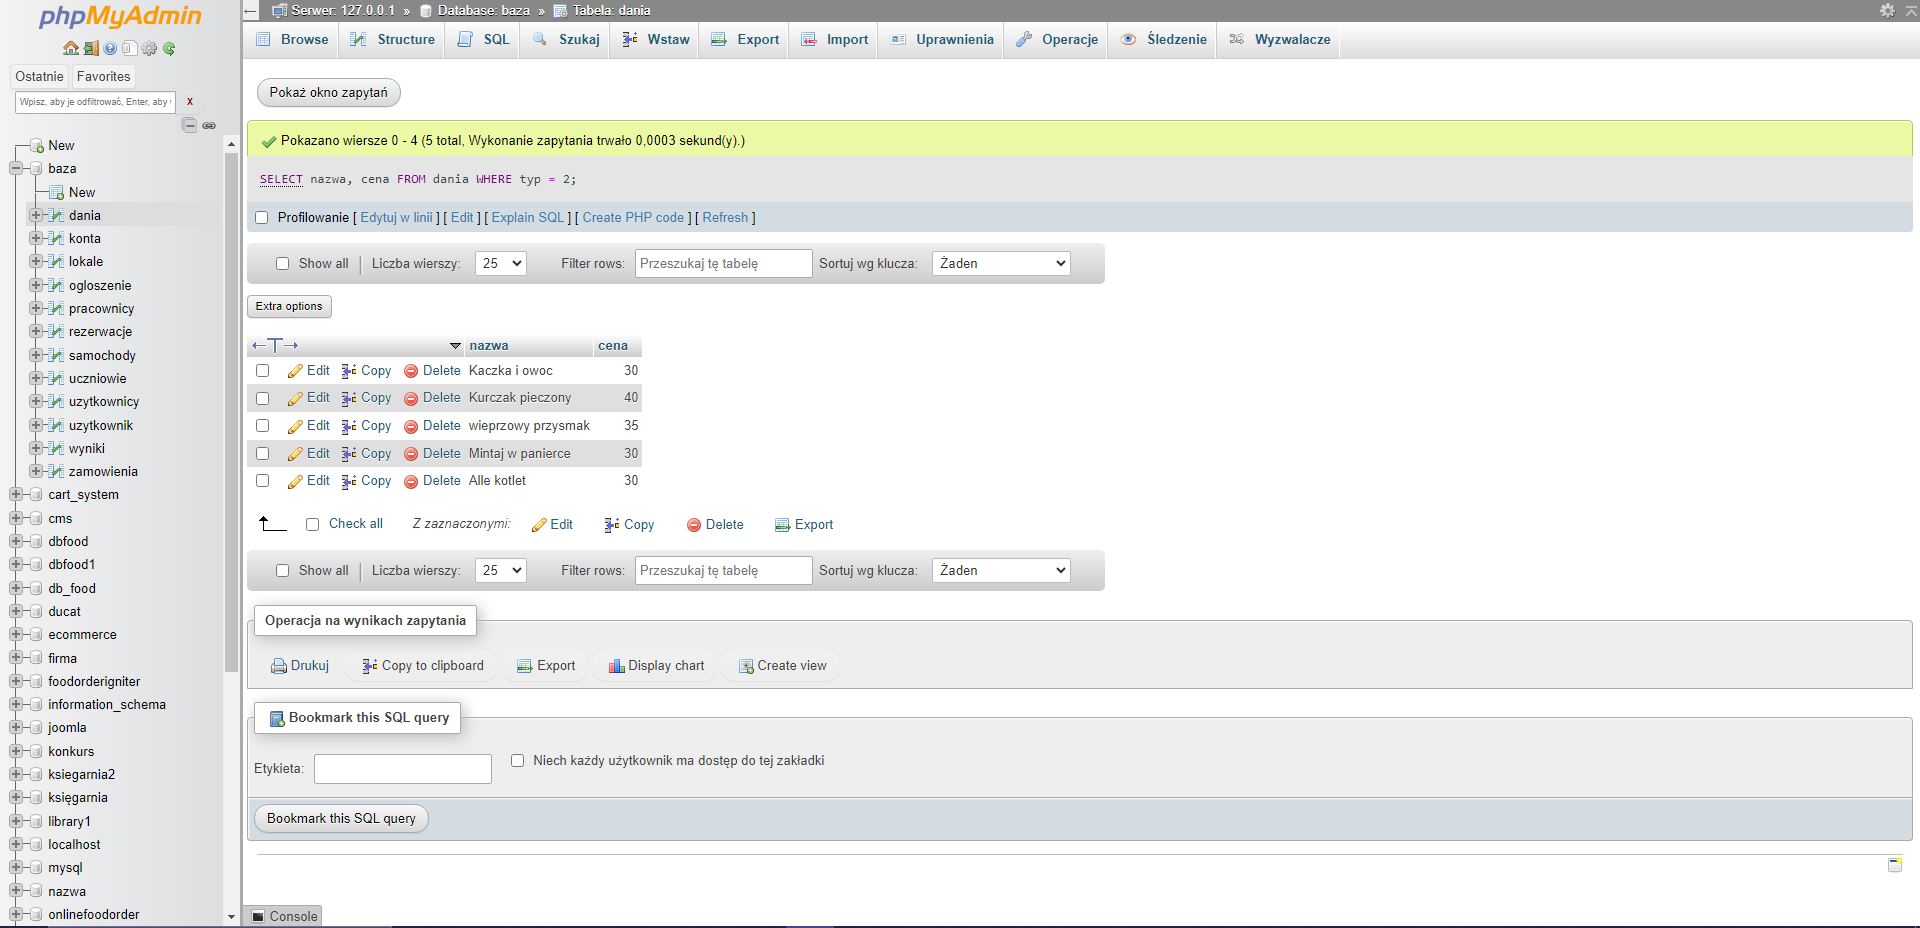 phpMyAdmin
Ostatnie Favorites
Wpisz, aby je odfiltrować, Enter, aby
X
New
baza
New
dania
konta
lokale
ogloszenie
pracownicy
rezerwacje
samochody
uczniowie
uzytkownicy
uzytkownik
wyniki
zamowienia
cart_system
cms
dbfood
dbfood1
db_food
ducat
ecommerce
firma
foodorderigniter
information_schema
joomla
konkurs
ksiegarnia2
księgarnia
library1
localhost
mysql
nazwa
onlinefoodorder
Serwer: 127.0.0.1 » Database: baza » Tabela: dania
Browse Structure SQL Szukaj Wstaw Export Import Uprawnienia Operacje Śledzenie Wyzwalacze
Pokaż okno zapytań
Pokazano wiersze 0 - 4 (5 total, Wykonanie zapytania trwało 0,0003 sekund(y).)
SELECT nazwa, cena FROM dania WHERE typ = 2;
Profilowanie [ Edytuj w linii ] [ Edit ] [ Explain SQL ] [ Create PHP code ] [ Refresh ]
Show all | Liczba wierszy: 25 Filter rows: Przeszukaj tę tabelę Sortuj wg klucza: Żaden
Extra options
nazwa cena
Edit Copy Delete Kaczka i owoc 30
Edit Copy Delete Kurczak pieczony 40
Edit Copy Delete wieprzowy przysmak 35
Edit Copy Delete Mintaj w panierce 30
Edit Copy Delete Alle kotlet 30
Check all Z zaznaczonymi: Edit Copy Delete Export
Show all | Liczba wierszy: 25 Filter rows: Przeszukaj tę tabelę Sortuj wg klucza: Żaden
Operacja na wynikach zapytania
Drukuj Copy to clipboard Export Display chart Create view
Bookmark this SQL query
Etykieta: Niech każdy użytkownik ma dostęp do tej zakładki
Bookmark this SQL query
Console